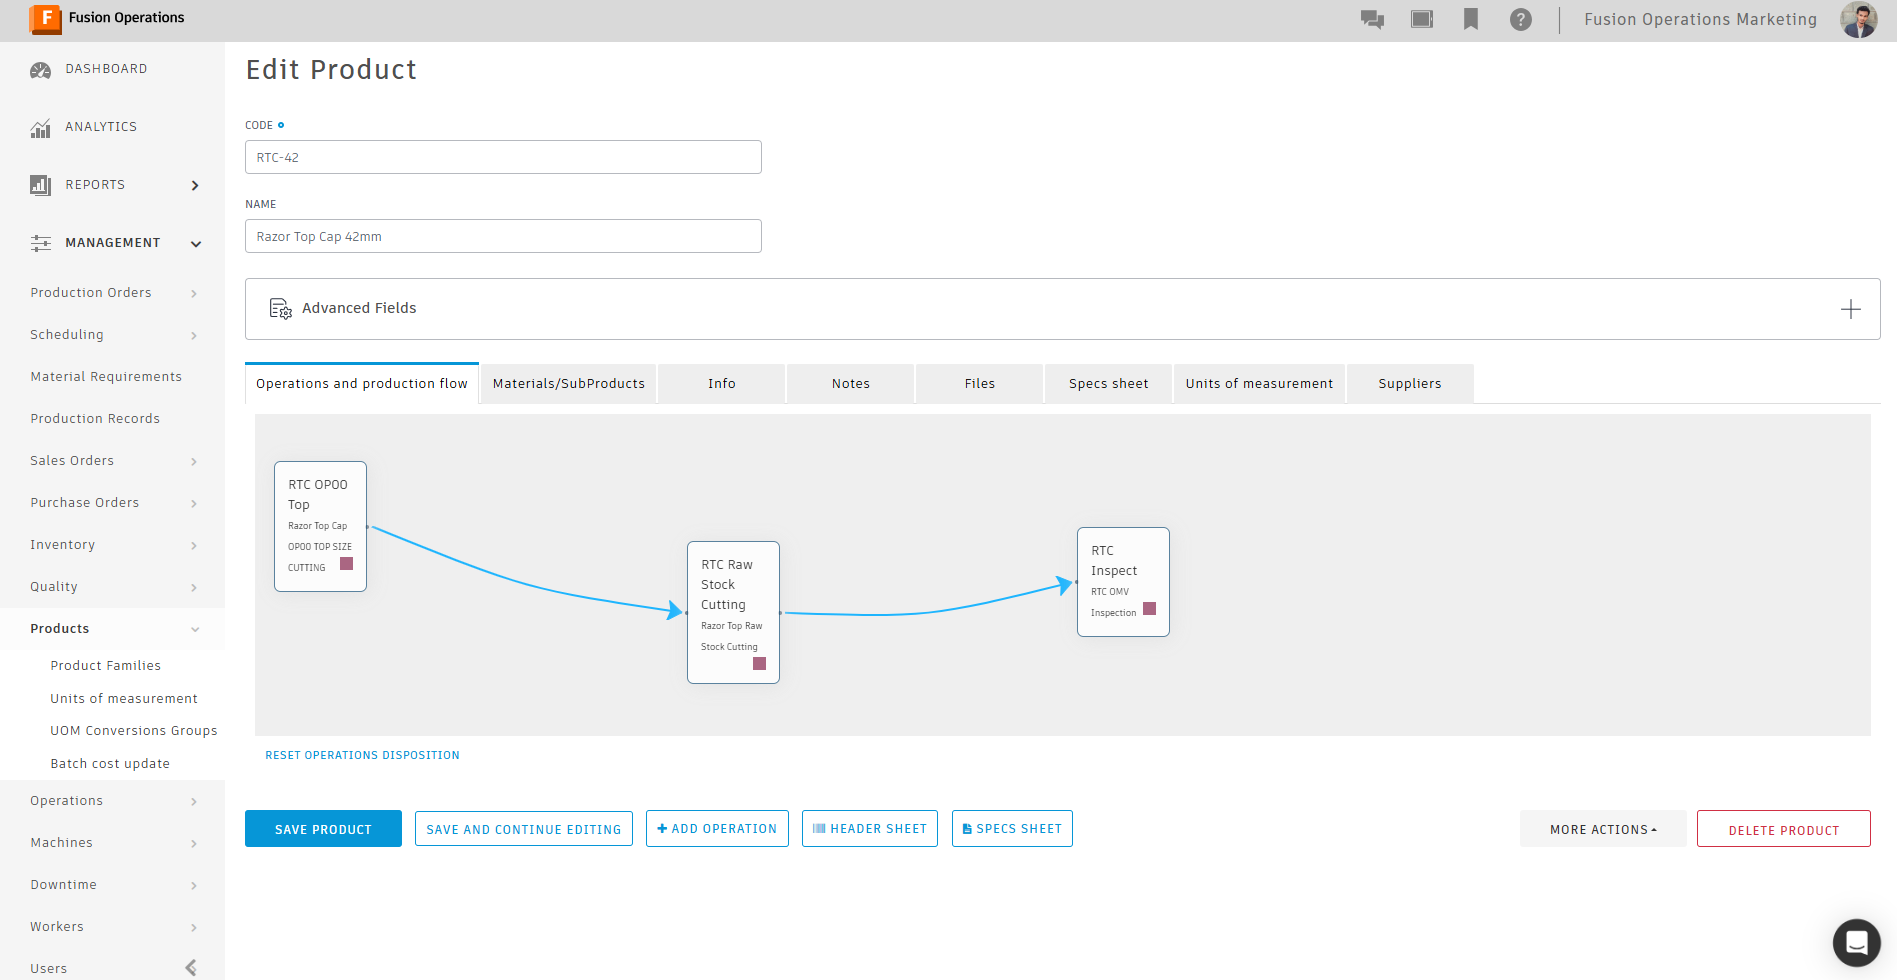 Fusion Operations
Fusion Operations Marketing
DASHBOARD
ANALYTICS
REPORTS
MANAGEMENT
Production Orders
Scheduling
Material Requirements
Production Records
Sales Orders
Purchase Orders
Inventory
Quality
Products
Product Families
Units of measurement
UOM Conversions Groups
Batch cost update
Operations
Machines
Downtime
Workers
Users
Edit Product
CODE
RTC-42
NAME
Razor Top Cap 42mm
Advanced Fields
Operations and production flow
Materials/SubProducts
Info
Notes
Files
Specs sheet
Units of measurement
Suppliers
RTC OP00
Top
Razor Top Cap
OP00 TOP SIZE
CUTTING
RTC Raw
Stock
Cutting
Razor Top Raw
Stock Cutting
RTC
Inspect
RTC OMV
Inspection
RESET OPERATIONS DISPOSITION
SAVE PRODUCT
SAVE AND CONTINUE EDITING
ADD OPERATION
HEADER SHEET
SPECS SHEET
MORE ACTIONS
DELETE PRODUCT